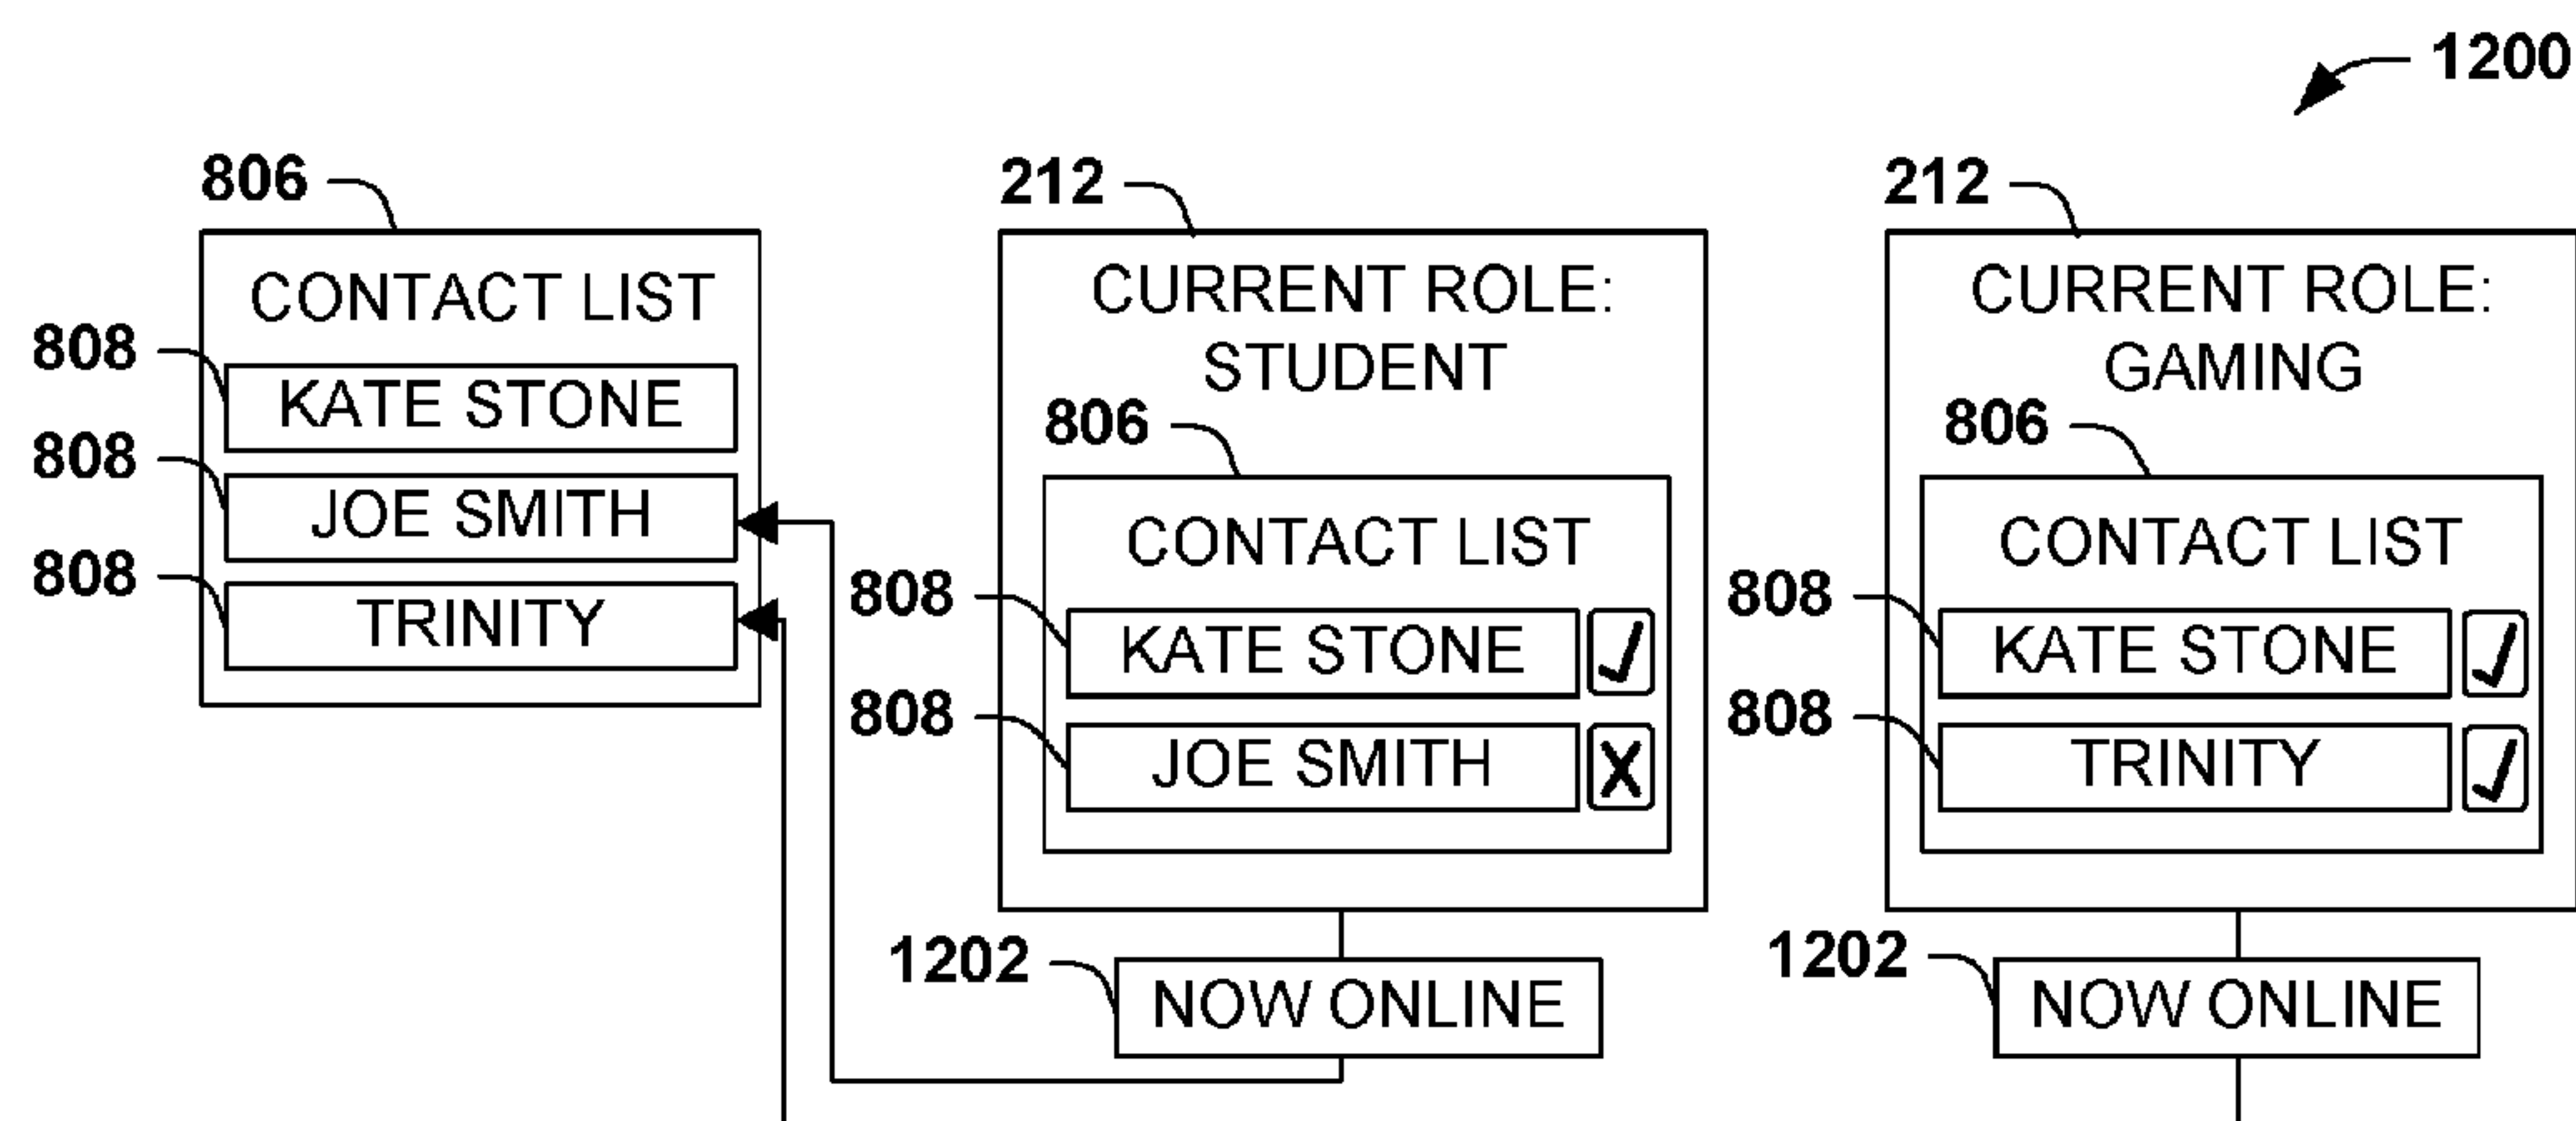 1200
806
CONTACT LIST
808
KATE STONE
808
JOE SMITH
808
TRINITY
212
CURRENT ROLE:
STUDENT
806
CONTACT LIST
808
KATE STONE
808
JOE SMITH X
1202
NOW ONLINE
212
CURRENT ROLE:
GAMING
806
CONTACT LIST
808
KATE STONE
808
TRINITY
1202
NOW ONLINE